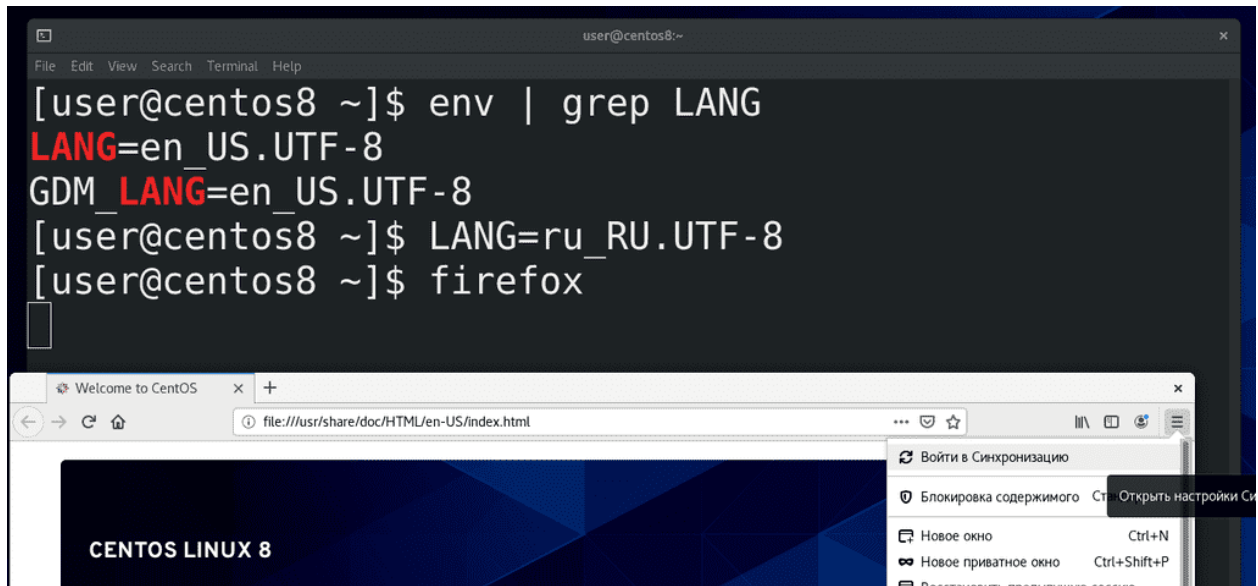 user@centos8:~
File Edit View Search Terminal Help
[user@centos8 ~]$ env | grep LANG
LANG=en_US.UTF-8
GDM_LANG=en_US.UTF-8
[user@centos8 ~]$ LANG=ru_RU.UTF-8
[user@centos8 ~]$ firefox
Welcome to CentOS
file:///usr/share/doc/HTML/en-US/index.html
Войти в Синхронизацию
Блокировка содержимого
Открыть настройки
CENTOS LINUX 8
Новое окно Ctrl+N
Новое приватное окно Ctrl+Shift+P